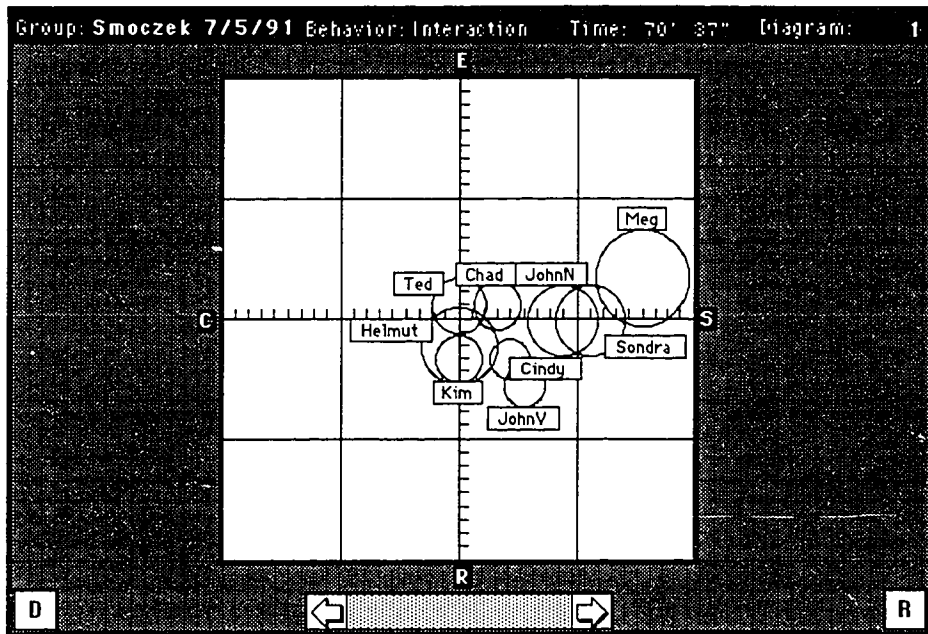 Group: Smoczek 7/5/91 Behavior: Interaction Time: 70' 37" Diagram: 1
E
Meg
Chad JohnN
Ted
C S
Helmut
Sondra
Cindy
Kim
JohnV
R
D R